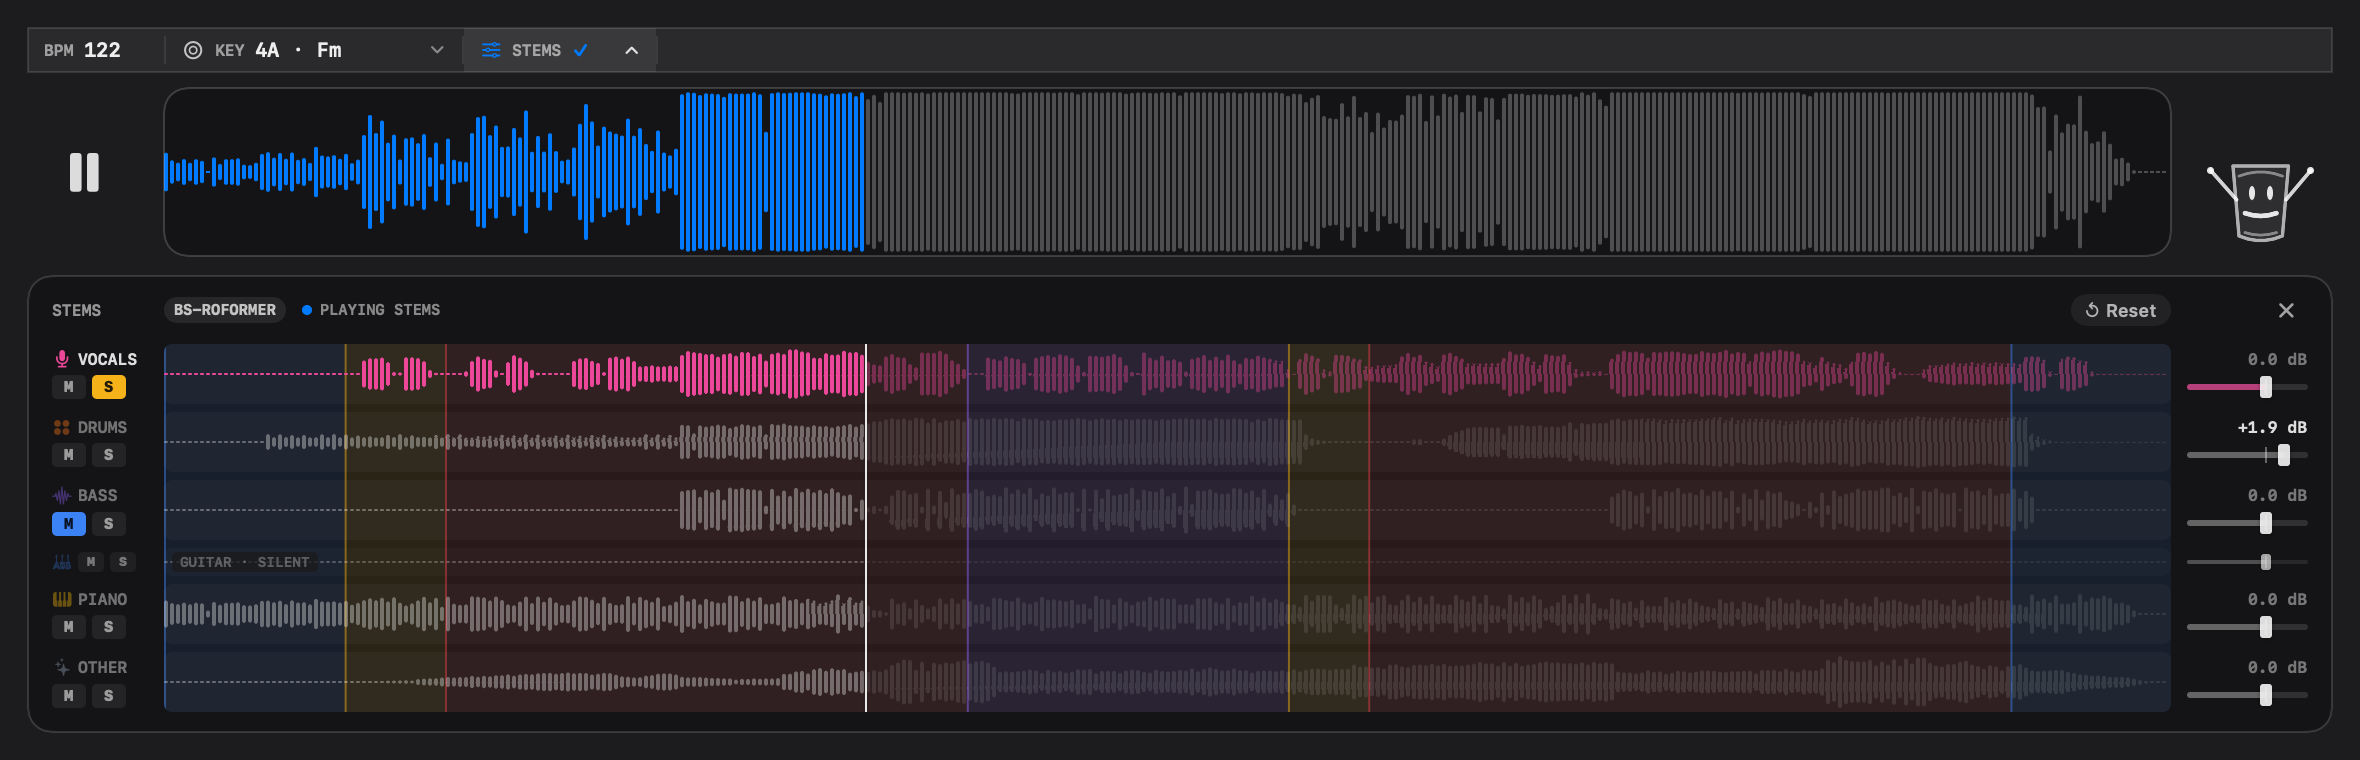 BPM 122 KEY 4A · Fm STEMS
STEMS BS-ROFORMER PLAYING STEMS Reset
VOCALS 0.0 dB
M S
DRUMS +1.9 dB
M S
BASS 0.0 dB
M S
M S GUITAR · SILENT
PIANO 0.0 dB
M S
OTHER 0.0 dB
M S